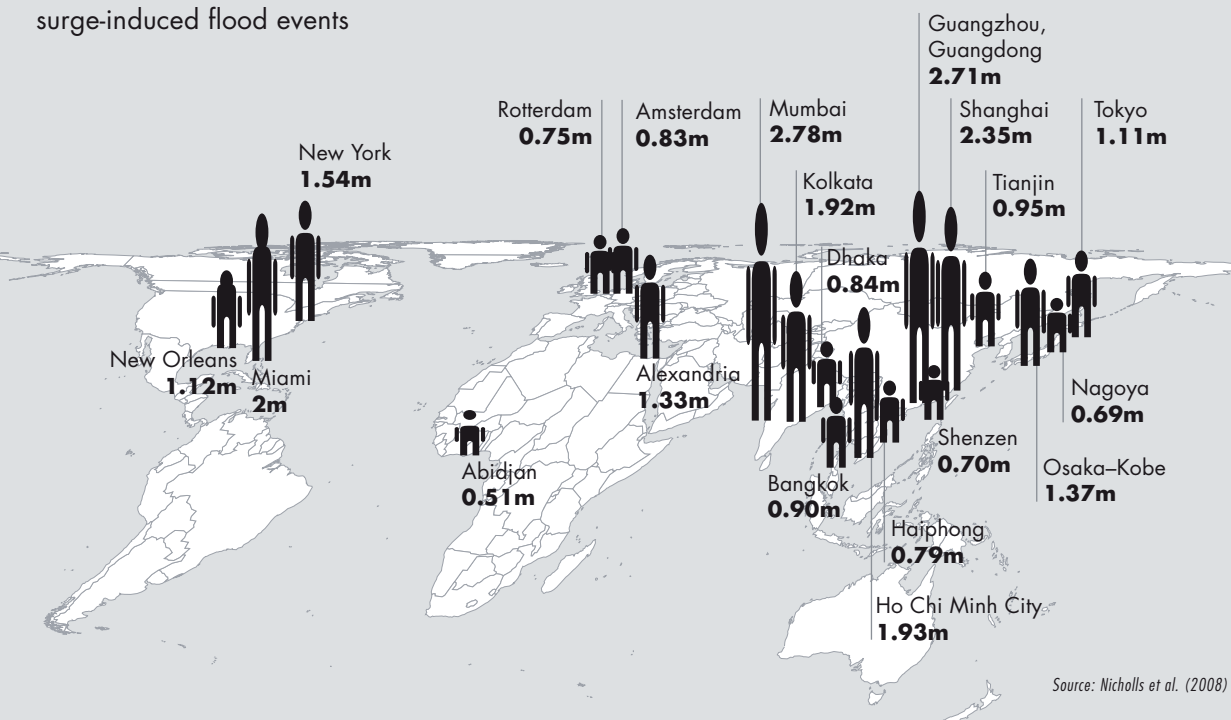 surge-induced flood events
Guangzhou,
Guangdong
2.71m
Rotterdam
0.75m
Amsterdam
0.83m
Mumbai
2.78m
Shanghai
2.35m
Tokyo
1.11m
New York
1.54m
Kolkata
1.92m
Tianjin
0.95m
Dhaka
0.84m
New Orleans
1.12m
Miami
2m
Alexandria
1.33m
Nagoya
0.69m
Shenzen
0.70m
Abidjan
0.51m
Osaka–Kobe
1.37m
Bangkok
0.90m
Haiphong
0.79m
Ho Chi Minh City
1.93m
Source: Nicholls et al. (2008)